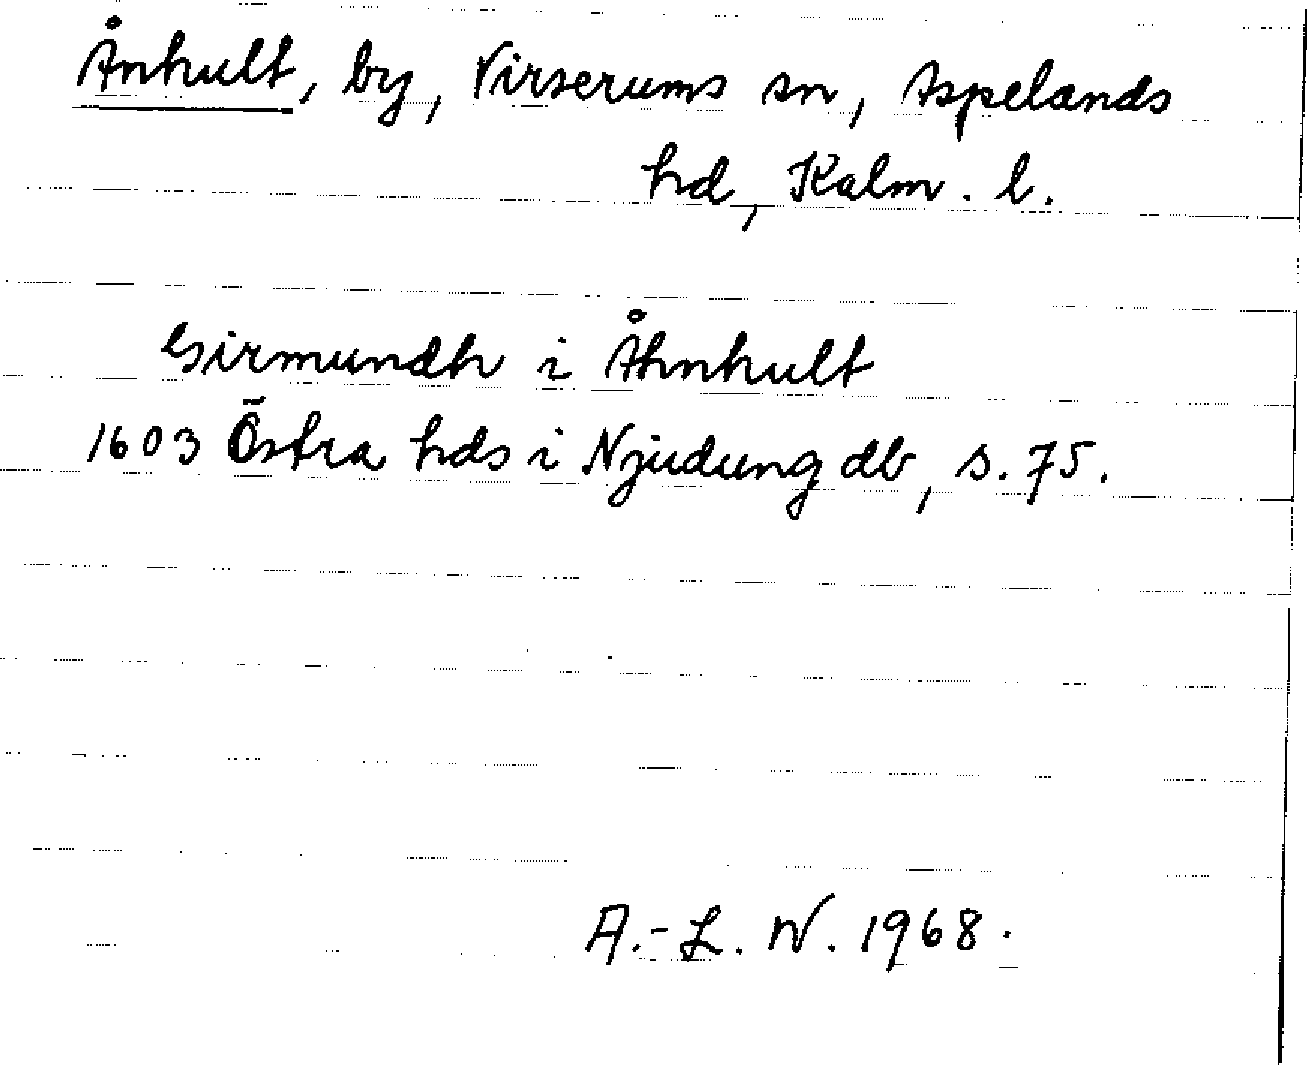 Ånhult, by, Virserums sn, Aspelands
hd, Kalm. l.
Girmundh i Åhnhult
1603 Östra hds i Njudung db, s. 75.
A.-L. W. 1968.